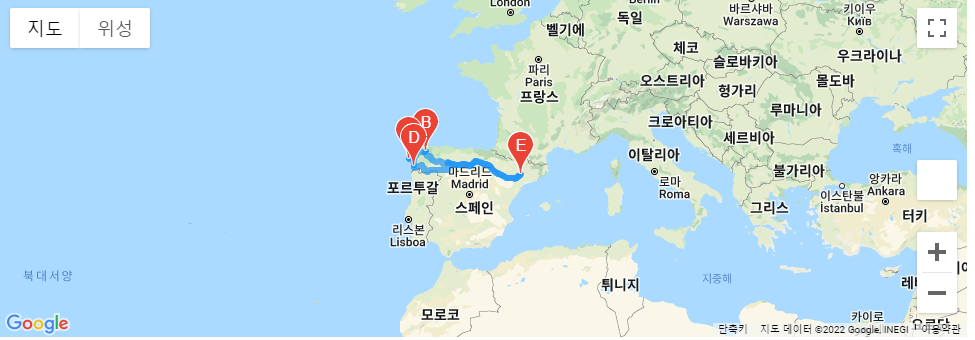 지도
위성
London
벨기에
독일
Berlin
바르샤바
Warszawa
키이우
Київ
우크라이나
체코
슬로바키아
파리
Paris
프랑스
오스트리아
헝가리
몰도바
루마니아
크로아티아
세르비아
B
D
E
흑해
이탈리아
로마
Roma
불가리아
이스탄불
İstanbul
앙카라
Ankara
포르투갈
마드리드
Madrid
스페인
그리스
터키
리스본
Lisboa
북대서양
지중해
튀니지
모로코
카이로
Google
단축키
지도 데이터 ©2022 Google, INEGI
이용약관